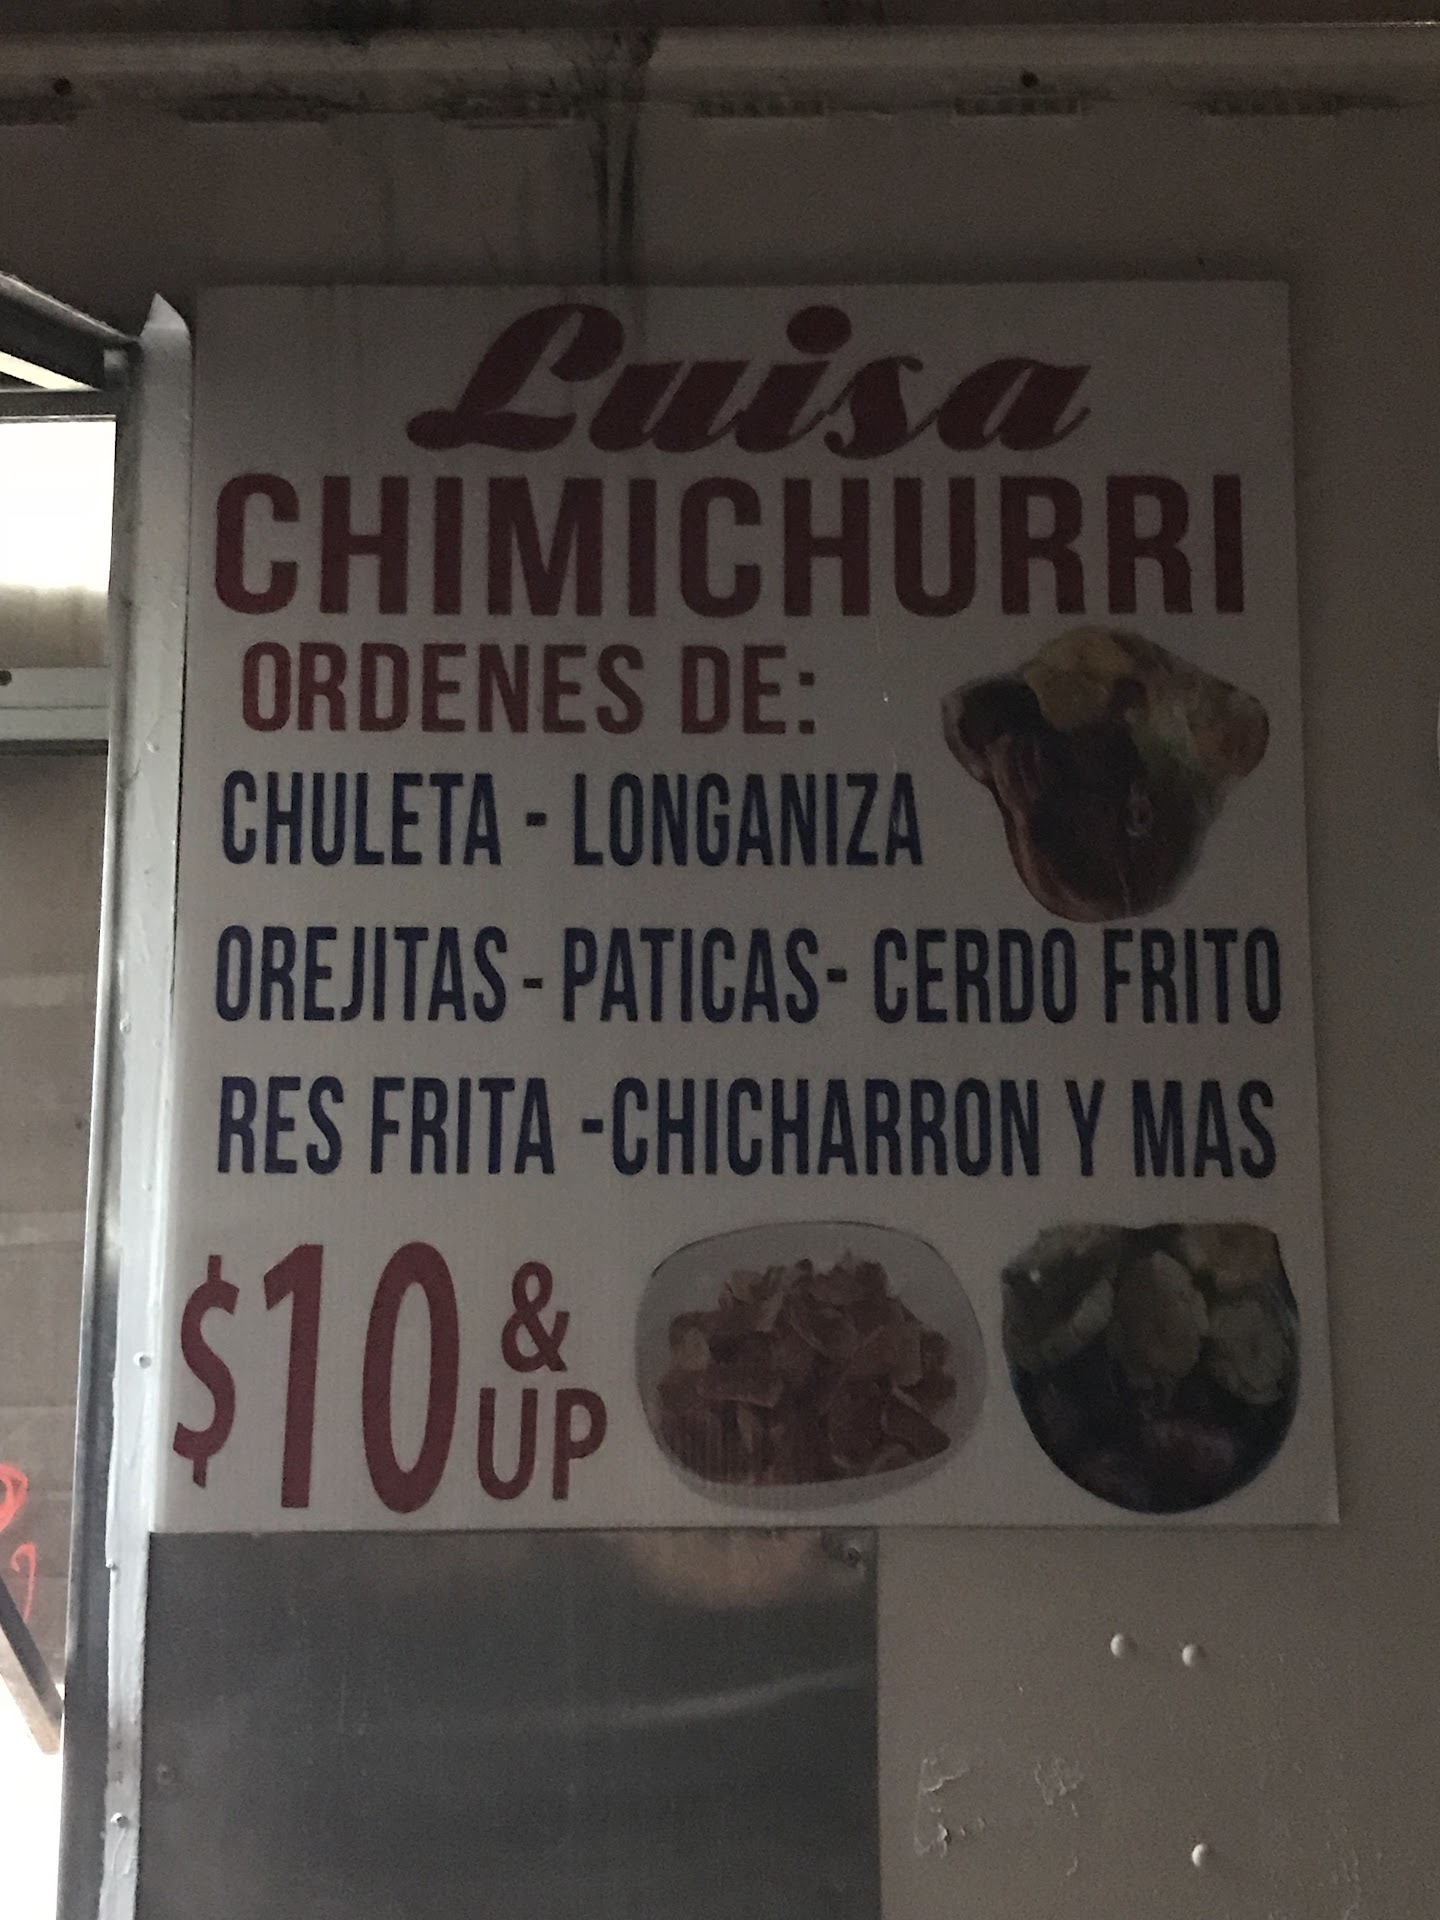 Luisa
CHIMICHURRI
ORDENES DE:
CHULETA - LONGANIZA
OREJITAS - PATICAS- CERDO FRITO
RES FRITA -CHICHARRON Y MAS
$10 & UP